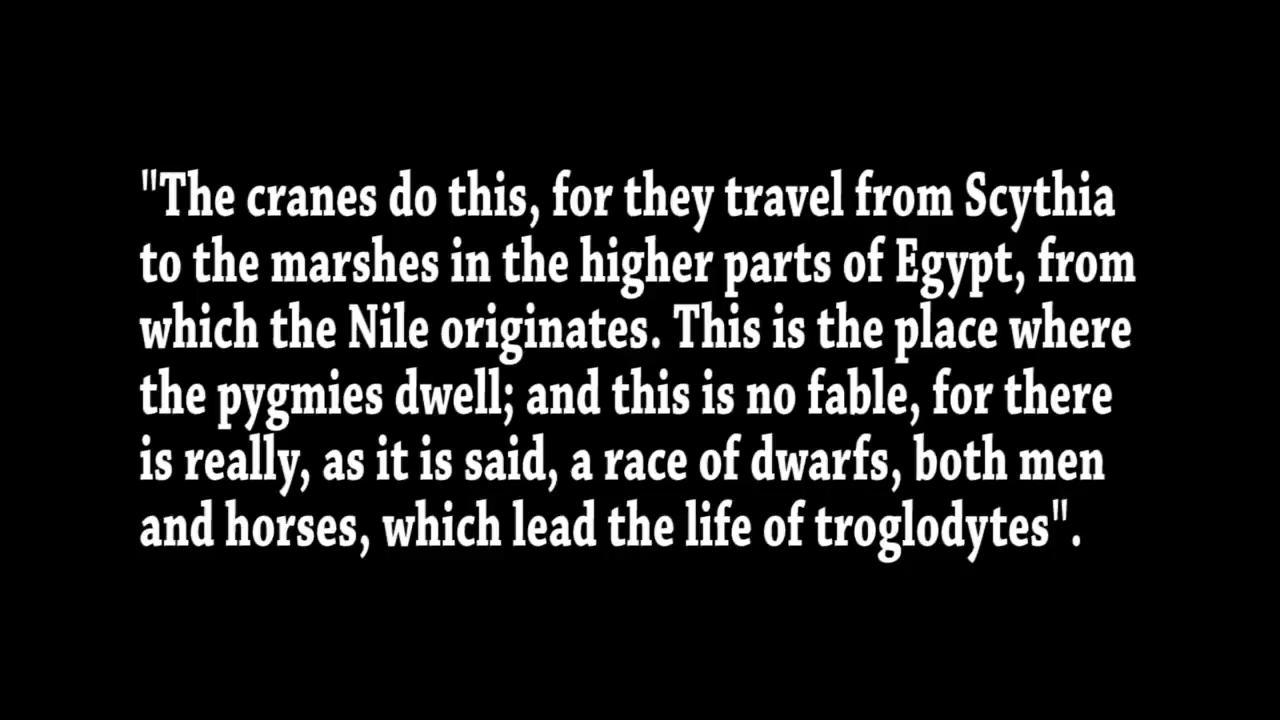 "The cranes do this, for they travel from Scythia
to the marshes in the higher parts of Egypt, from
which the Nile originates. This is the place where
the pygmies dwell; and this is no fable, for there
is really, as it is said, a race of dwarfs, both men
and horses, which lead the life of troglodytes".